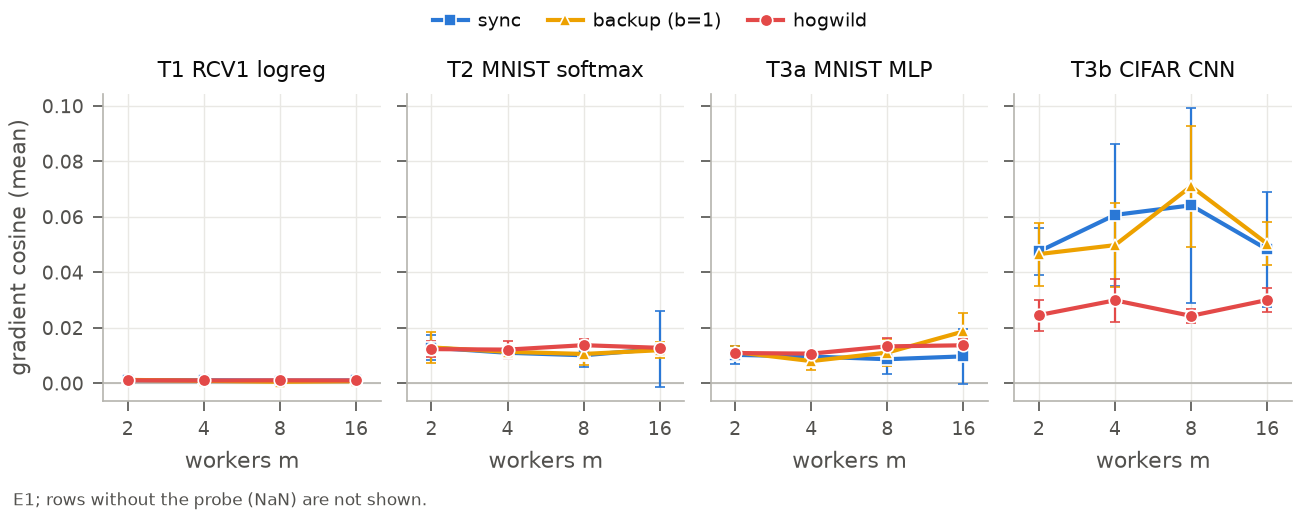 sync backup (b=1) hogwild
T1 RCV1 logreg T2 MNIST softmax T3a MNIST MLP T3b CIFAR CNN
gradient cosine (mean)
0.10
0.08
0.06
0.04
0.02
0.00
2 4 8 16 2 4 8 16 2 4 8 16 2 4 8 16
workers m workers m workers m workers m
E1; rows without the probe (NaN) are not shown.